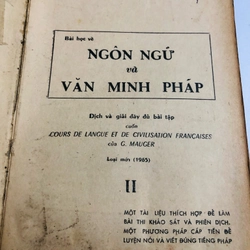 Bài học về
NGÔN NGỮ
và
VĂN MINH PHÁP
Dịch và giải đầy đủ bài tập
cuốn
COURS DE LANGUE ET DE CIVILISATION FRANÇAISES
của G. MAUGER
Loại mới (1965)
II
MỘT TÀI LIỆU THÍCH HỢP ĐỂ LÀM
BÀI THI KHẢO SÁT VÀ PHIÊN DỊCH,
MỘT PHƯƠNG PHÁP CẤP TIẾN ĐỂ
LUYỆN NÓI VÀ VIẾT ĐÚNG TIẾNG PHÁP